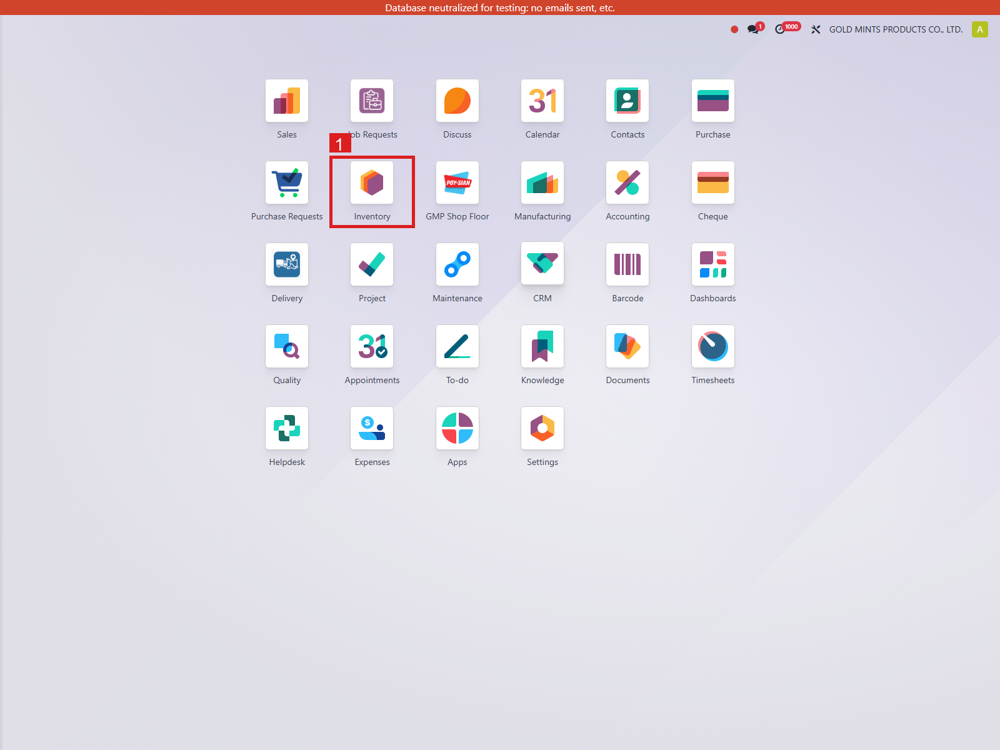 Database neutralized for testing: no emails sent, etc.
1
1000
GOLD MINTS PRODUCTS CO., LTD.
A
31
Sales
Job Requests
Discuss
Calendar
Contacts
Purchase
1
POY-SIAN
Purchase Requests
Inventory
GMP Shop Floor
Manufacturing
Accounting
Cheque
Delivery
Project
Maintenance
CRM
Barcode
Dashboards
31
Quality
Appointments
To-do
Knowledge
Documents
Timesheets
$
Helpdesk
Expenses
Apps
Settings